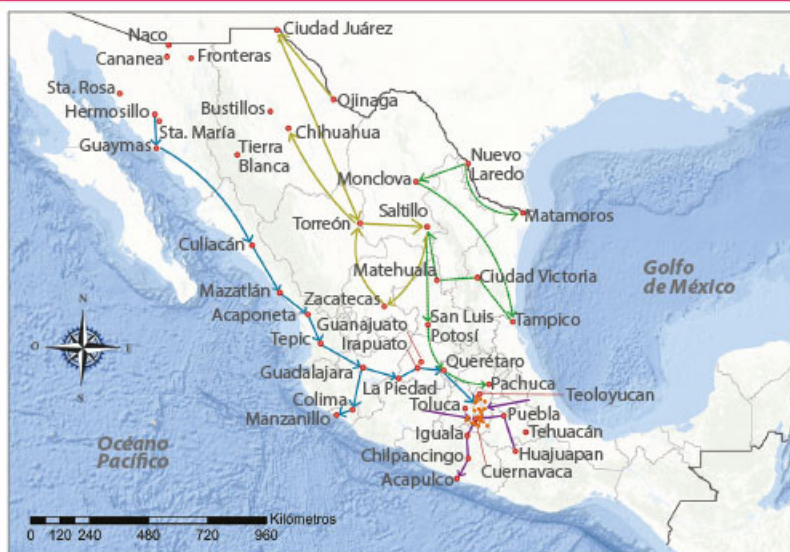 Naco
Ciudad Juárez
Cananea
Fronteras
Sta. Rosa
Ojinaga
Hermosillo
Bustillos
Sta. María
Chihuahua
Guaymas
Tierra
Blanca
Nuevo
Laredo
Monclova
Matamoros
Torreón
Saltillo
Culiacán
Matehuala
Ciudad Victoria
Golfo
de México
Mazatlán
Zacatecas
Acaponeta
Guanajuato
San Luis
Potosí
Tampico
Tepic
Irapuato
Querétaro
Guadalajara
La Piedad
Pachuca
Teoloyucan
Colima
Toluca
Puebla
Manzanillo
Iguala
Tehuacán
Chilpancingo
Huajuapan
Cuernavaca
Acapulco
Océano
Pacífico
N
O
E
S
Kilómetros
0 120 240 480 720 960